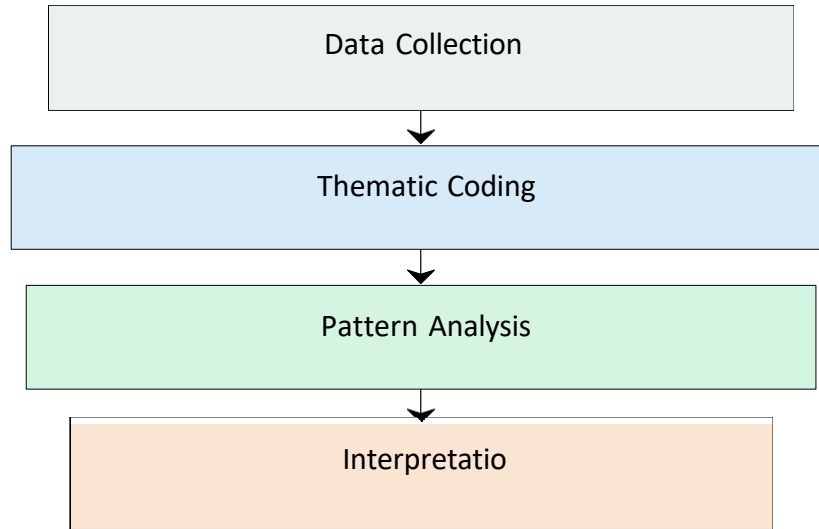 Data Collection
Thematic Coding
Pattern Analysis
Interpretatio